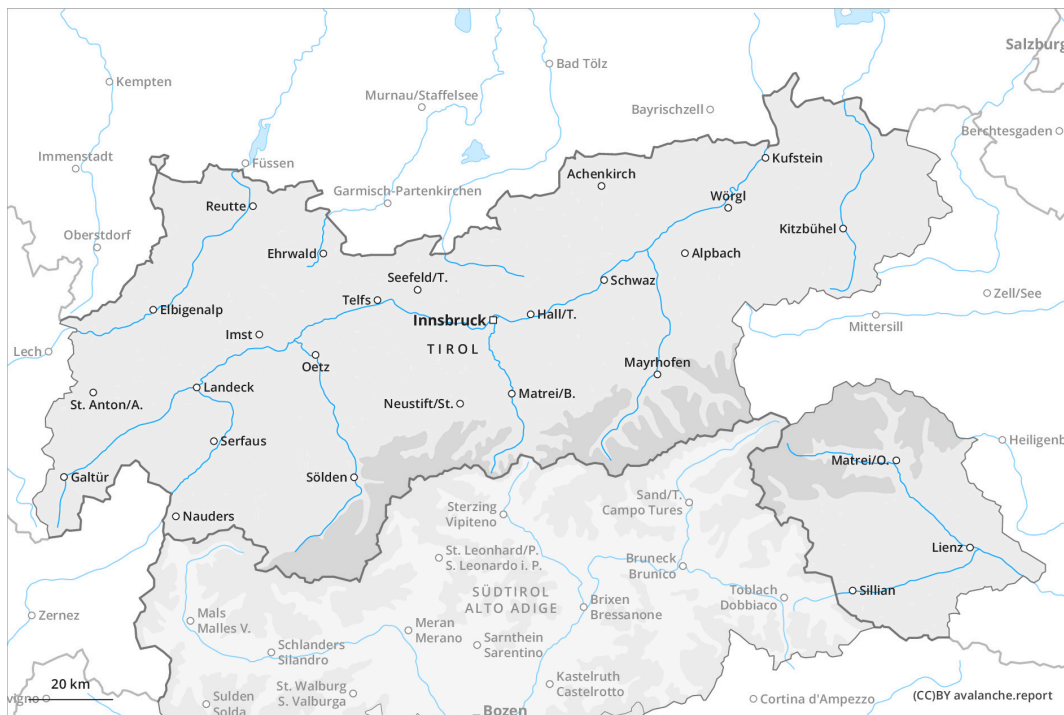 Salzburg
Bad Tölz
Kempten
Murnau/Staffelsee
Bayrischzell
Berchtesgaden
Immenstadt
Füssen
Kufstein
Achenkirch
Garmisch-Partenkirchen
Reutte
Wörgl
Kitzbühel
Oberstdorf
Ehrwald
Alpbach
Seefeld/T.
Schwaz
Zell/See
Telfs
Elbigenalp
Innsbruck
Hall/T.
Mittersill
Imst
TIROL
Lech
Oetz
Mayrhofen
Landeck
St. Anton/A.
Neustift/St.
Matrei/B.
Serfaus
Heiligenb
Matrei/O.
Galtür
Sölden
Sand/T.
Campo Tures
Sterzing
Vipiteno
Nauders
Lienz
St. Leonhard/P.
S. Leonardo i. P.
Bruneck
Brunico
SÜDTIROL
ALTO ADIGE
Sillian
Toblach
Dobbiaco
Brixen
Bressanone
Zernez
Mals
Malles V.
Meran
Merano
Sarnthein
Sarentino
Schlanders
Silandro
Kastelruth
Castelrotto
20 km
St. Walburg
S. Valburga
vigno
Sulden
Solda
Cortina d'Ampezzo
(CC)BY avalanche.report
Bozen